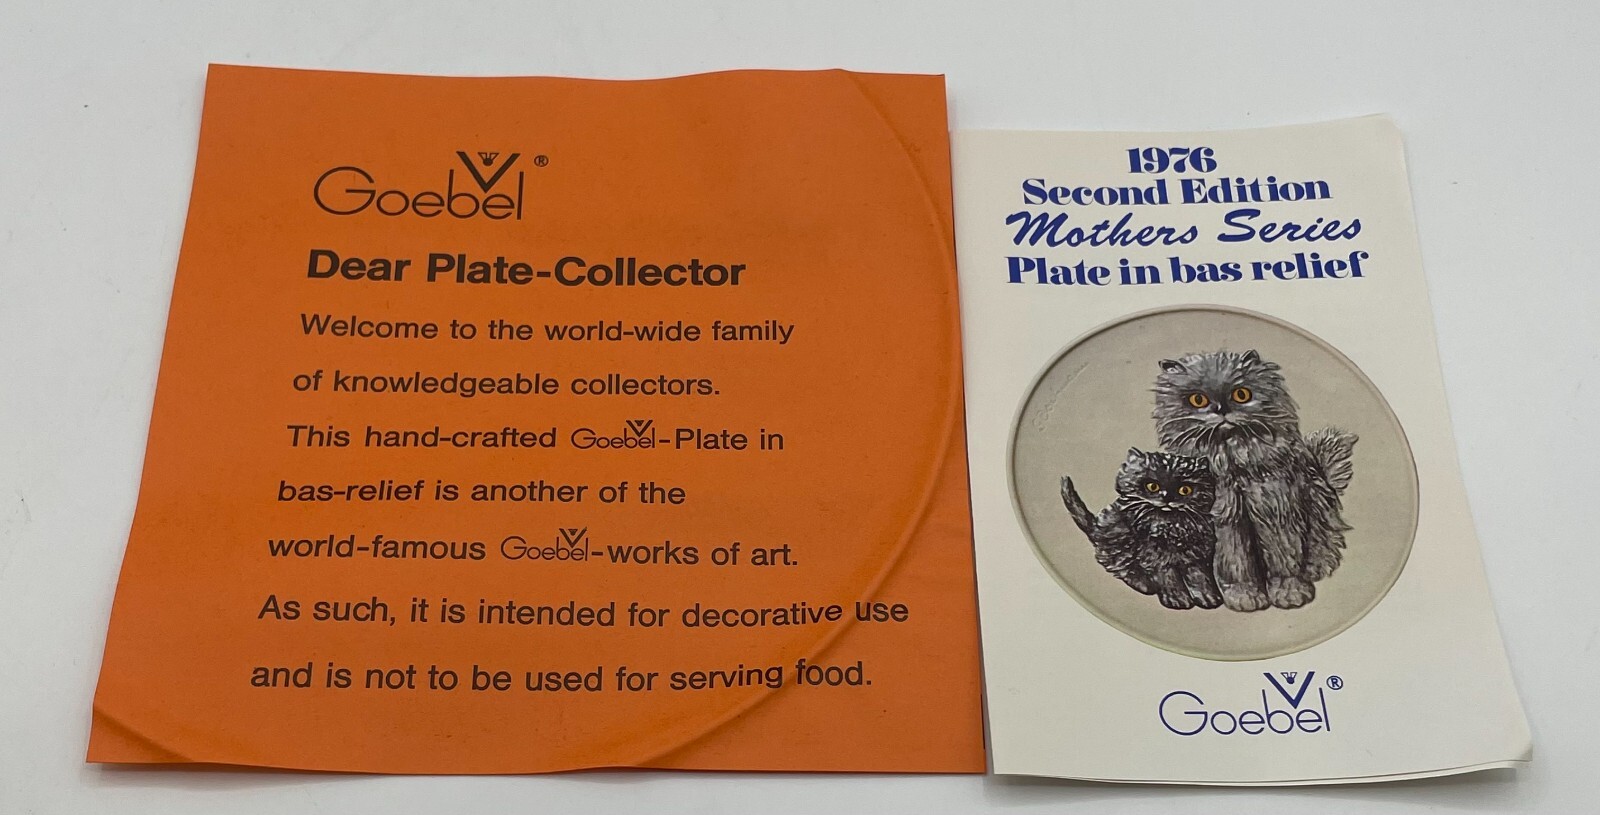 Goebel ®
Dear Plate-Collector
Welcome to the world-wide family
of knowledgeable collectors.
This hand-crafted Goebel-Plate in
bas-relief is another of the
world-famous Goebel-works of art.
As such, it is intended for decorative use
and is not to be used for serving food.
1976
Second Edition
Mothers Series
Plate in bas relief
Goebel ®